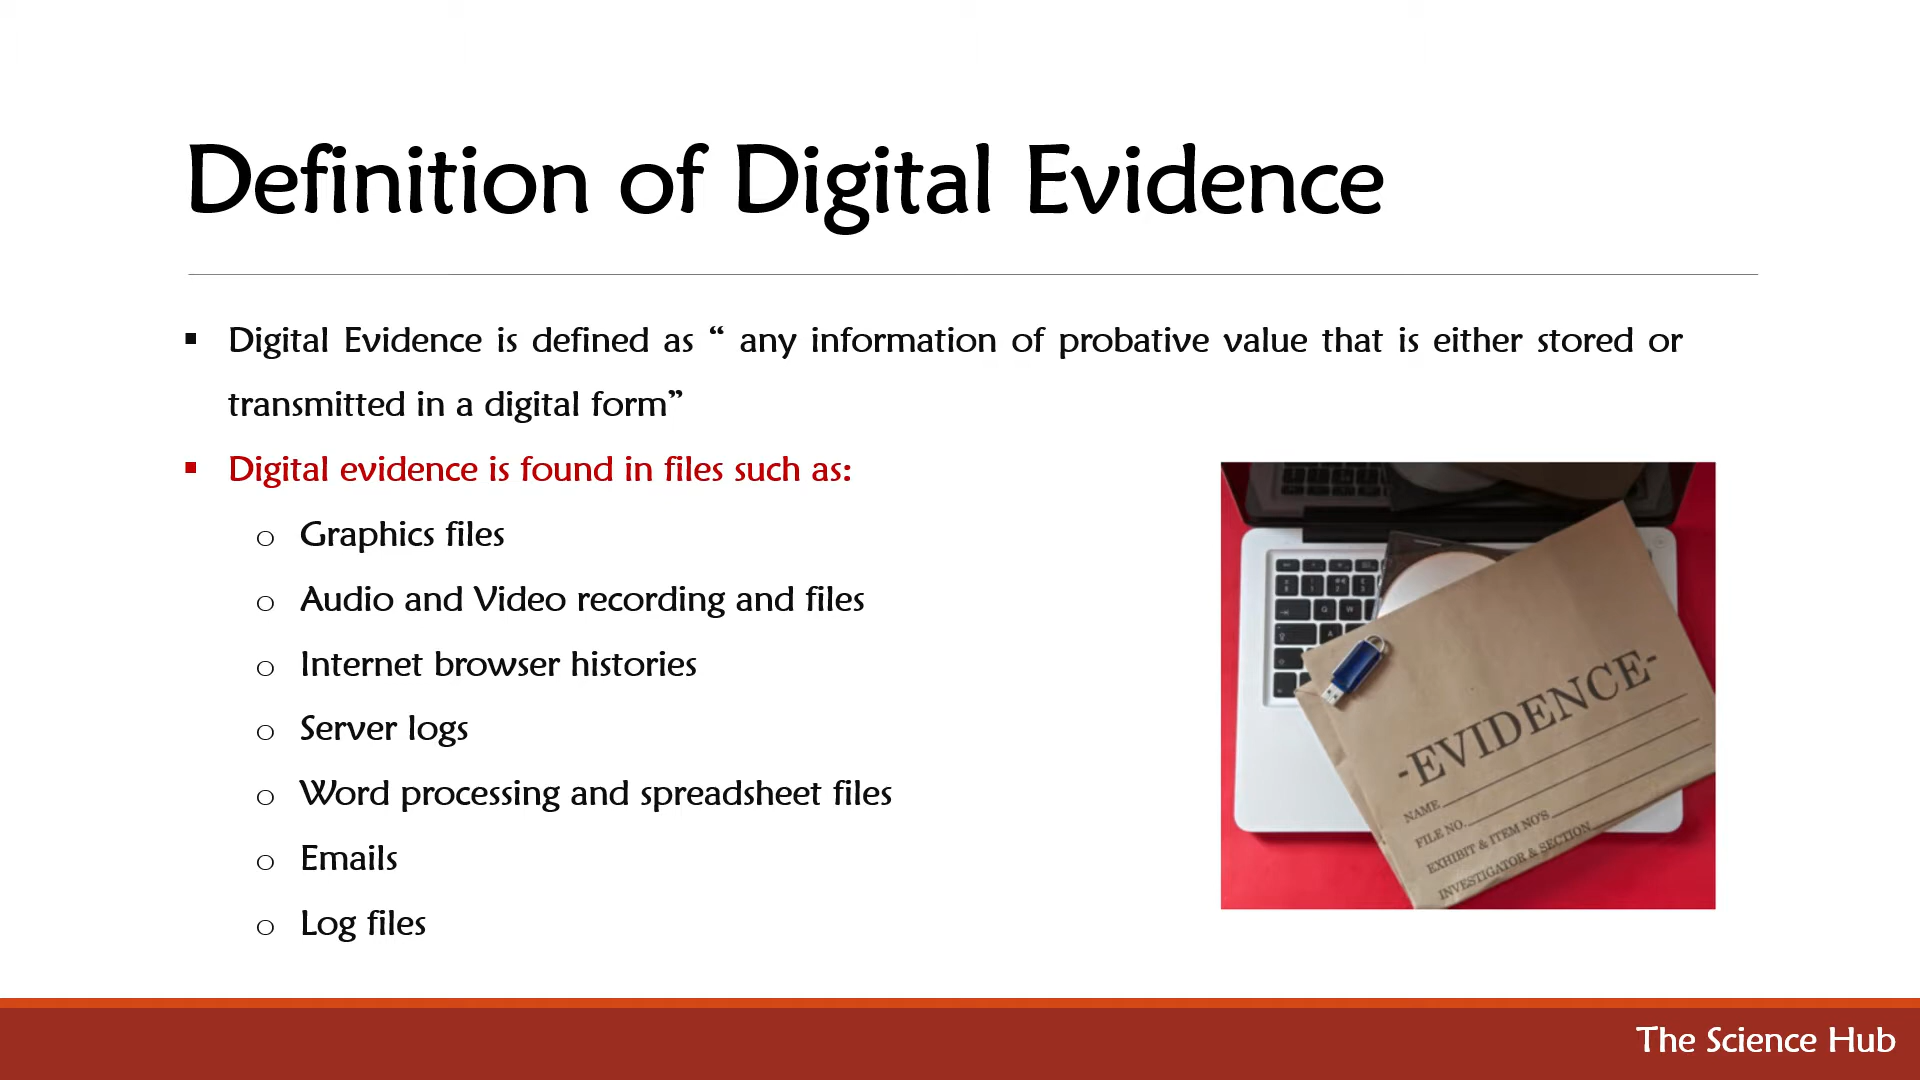 Definition of Digital Evidence
▪ Digital Evidence is defined as “ any information of probative value that is either stored or
transmitted in a digital form”
▪ Digital evidence is found in files such as:
o Graphics files
o Audio and Video recording and files
o Internet browser histories
o Server logs
o Word processing and spreadsheet files
o Emails
o Log files
-EVIDENCE-
NAME
FILE NO.
EXHIBIT & ITEM NO'S
INVESTIGATOR & SECTION
The Science Hub